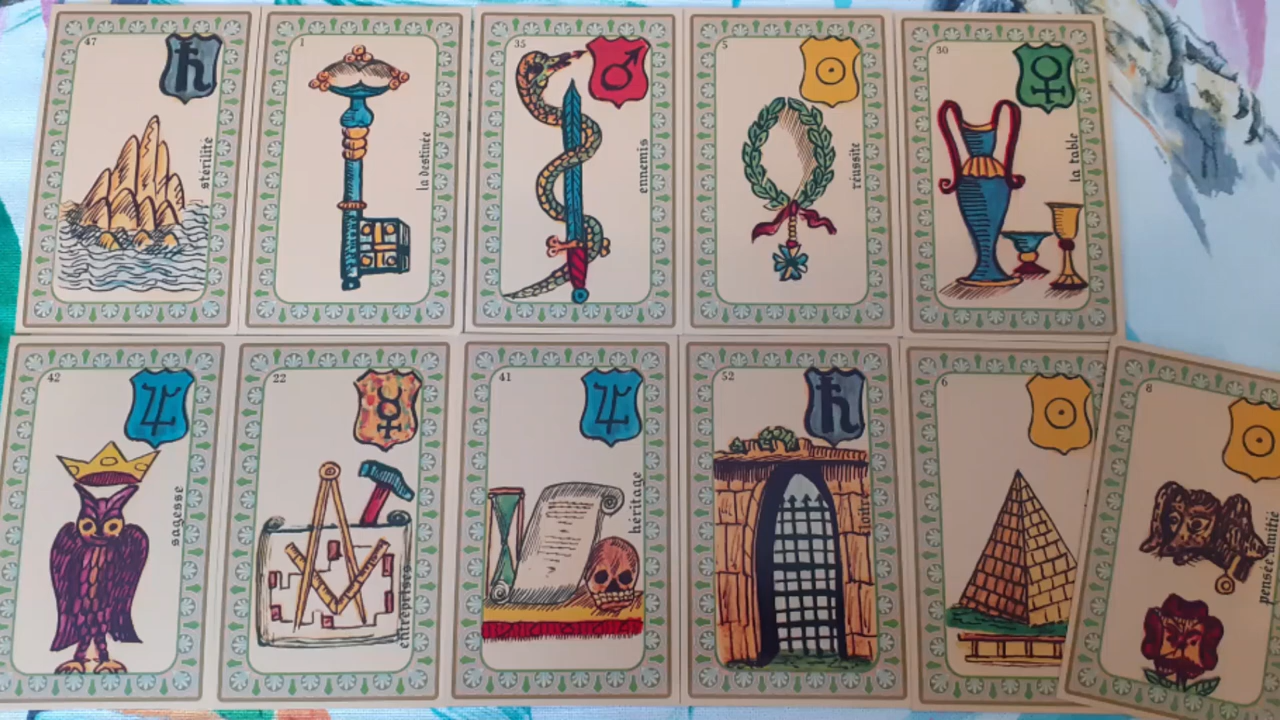 47
stérilité
1
la destinée
35
ennemis
5
réussite
30
la table
42
sagesse
22
entreprises
41
héritage
52
cloître
6
8
pensée amitié